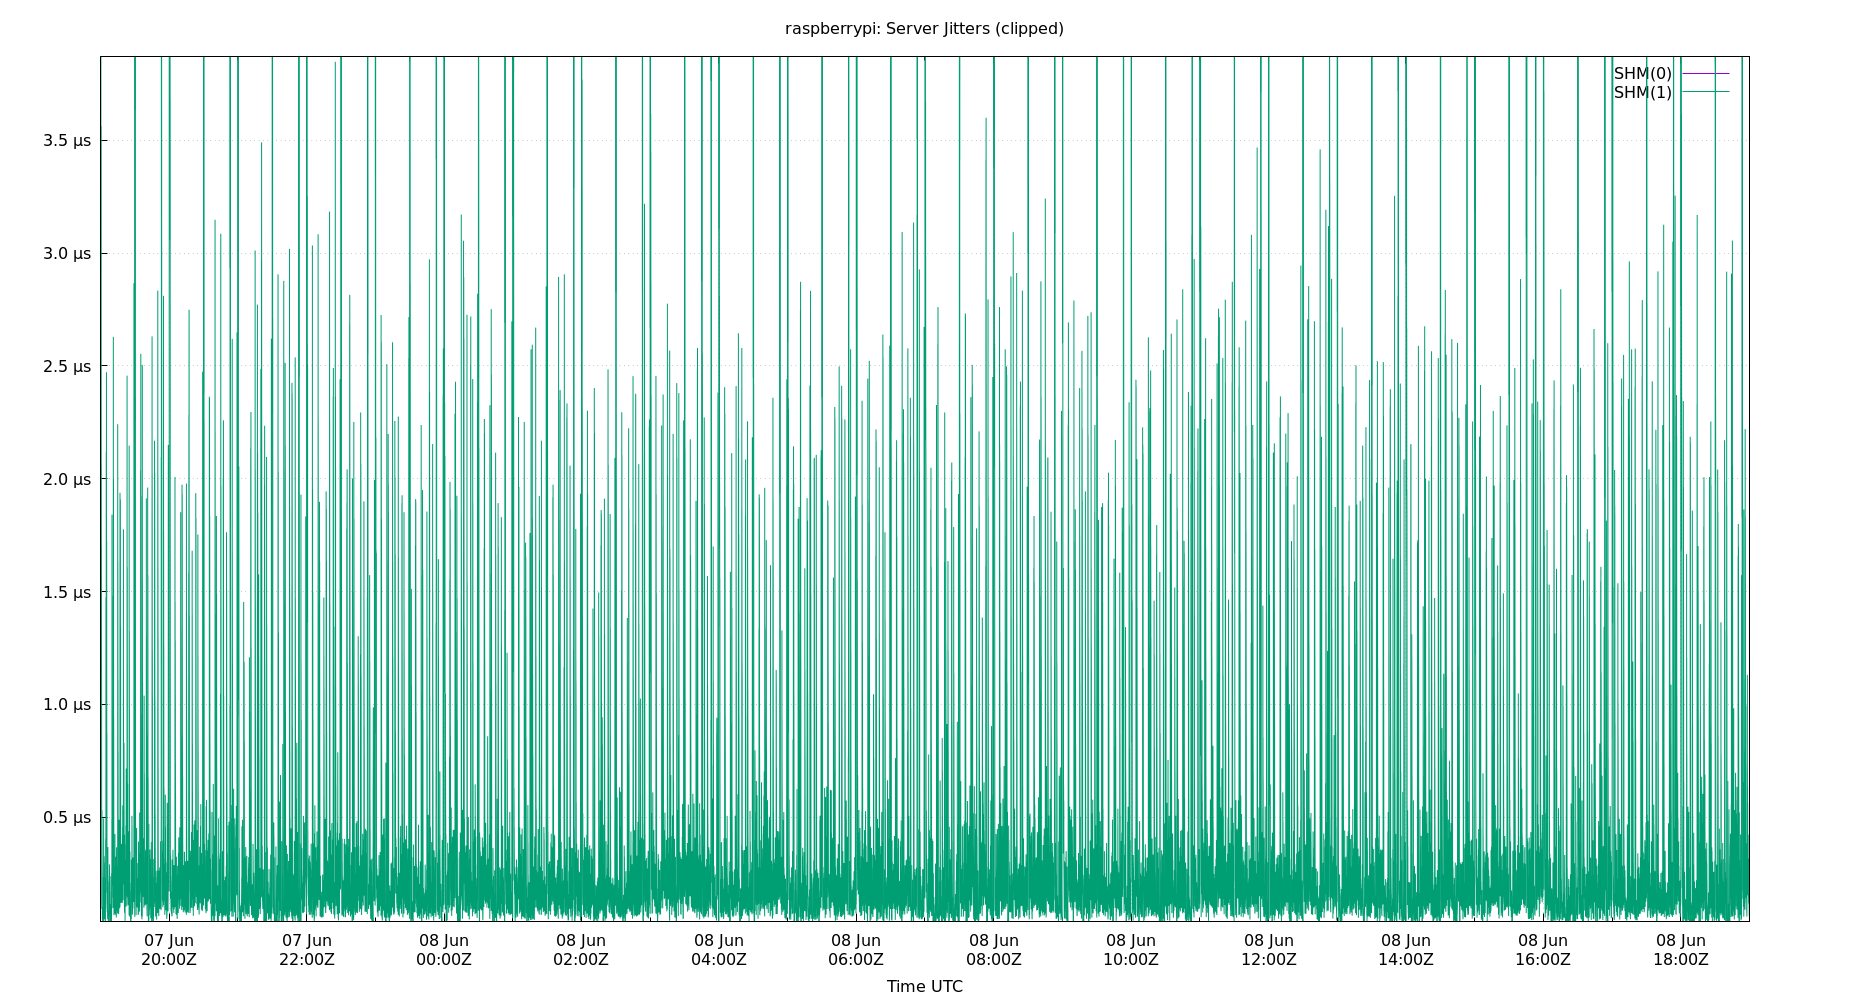 raspberrypi: Server Jitters (clipped)
SHM(0)
SHM(1)
3.5 µs
3.0 µs
2.5 µs
2.0 µs
1.5 µs
1.0 µs
0.5 µs
07 Jun 07 Jun 08 Jun 08 Jun 08 Jun 08 Jun 08 Jun 08 Jun 08 Jun 08 Jun 08 Jun 08 Jun
20:00Z 22:00Z 00:00Z 02:00Z 04:00Z 06:00Z 08:00Z 10:00Z 12:00Z 14:00Z 16:00Z 18:00Z
Time UTC